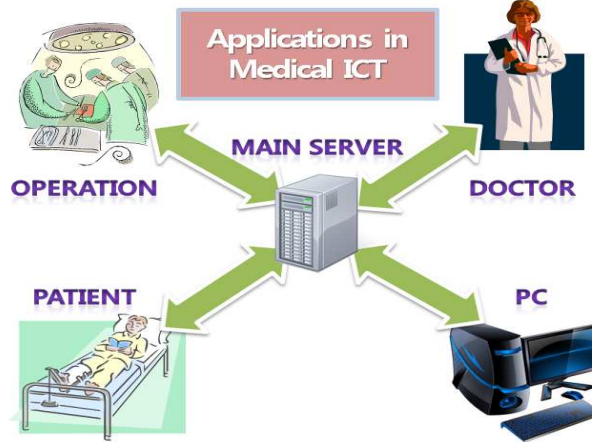 Applications in
Medical ICT
MAIN SERVER
OPERATION
DOCTOR
PATIENT
PC